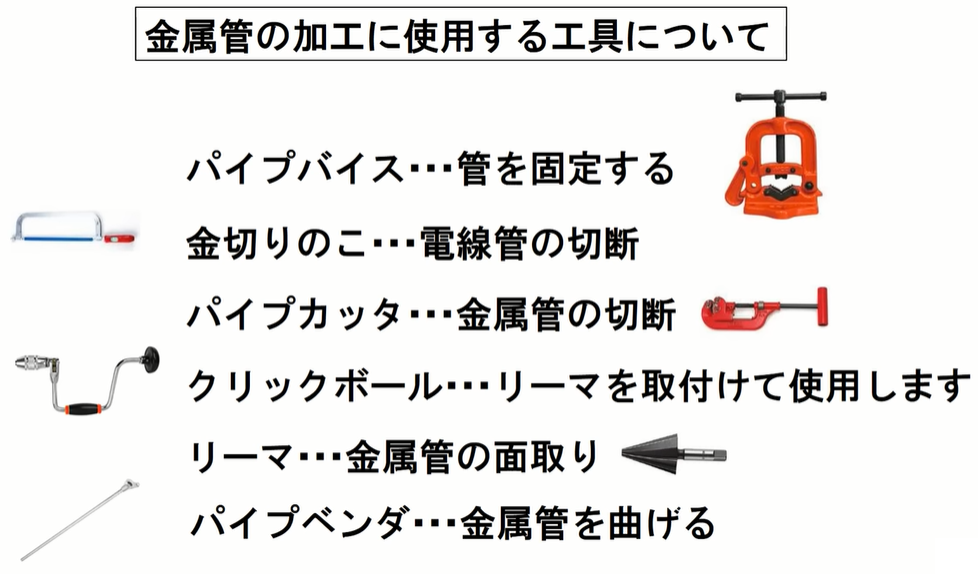 金属管の加工に使用する工具について
パイプバイス･･･管を固定する
金切りのこ･･･電線管の切断
パイプカッタ･･･金属管の切断
クリックボール･･･リーマを取付けて使用します
リーマ･･･金属管の面取り
パイプベンダ･･･金属管を曲げる